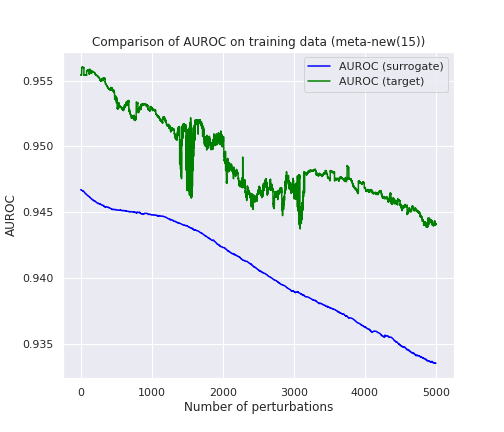 Comparison of AUROC on training data (meta-new(15))
AUROC (surrogate)
AUROC (target)
0.955
0.950
0.945
0.940
0.935
AUROC
0
1000
2000
3000
4000
5000
Number of perturbations